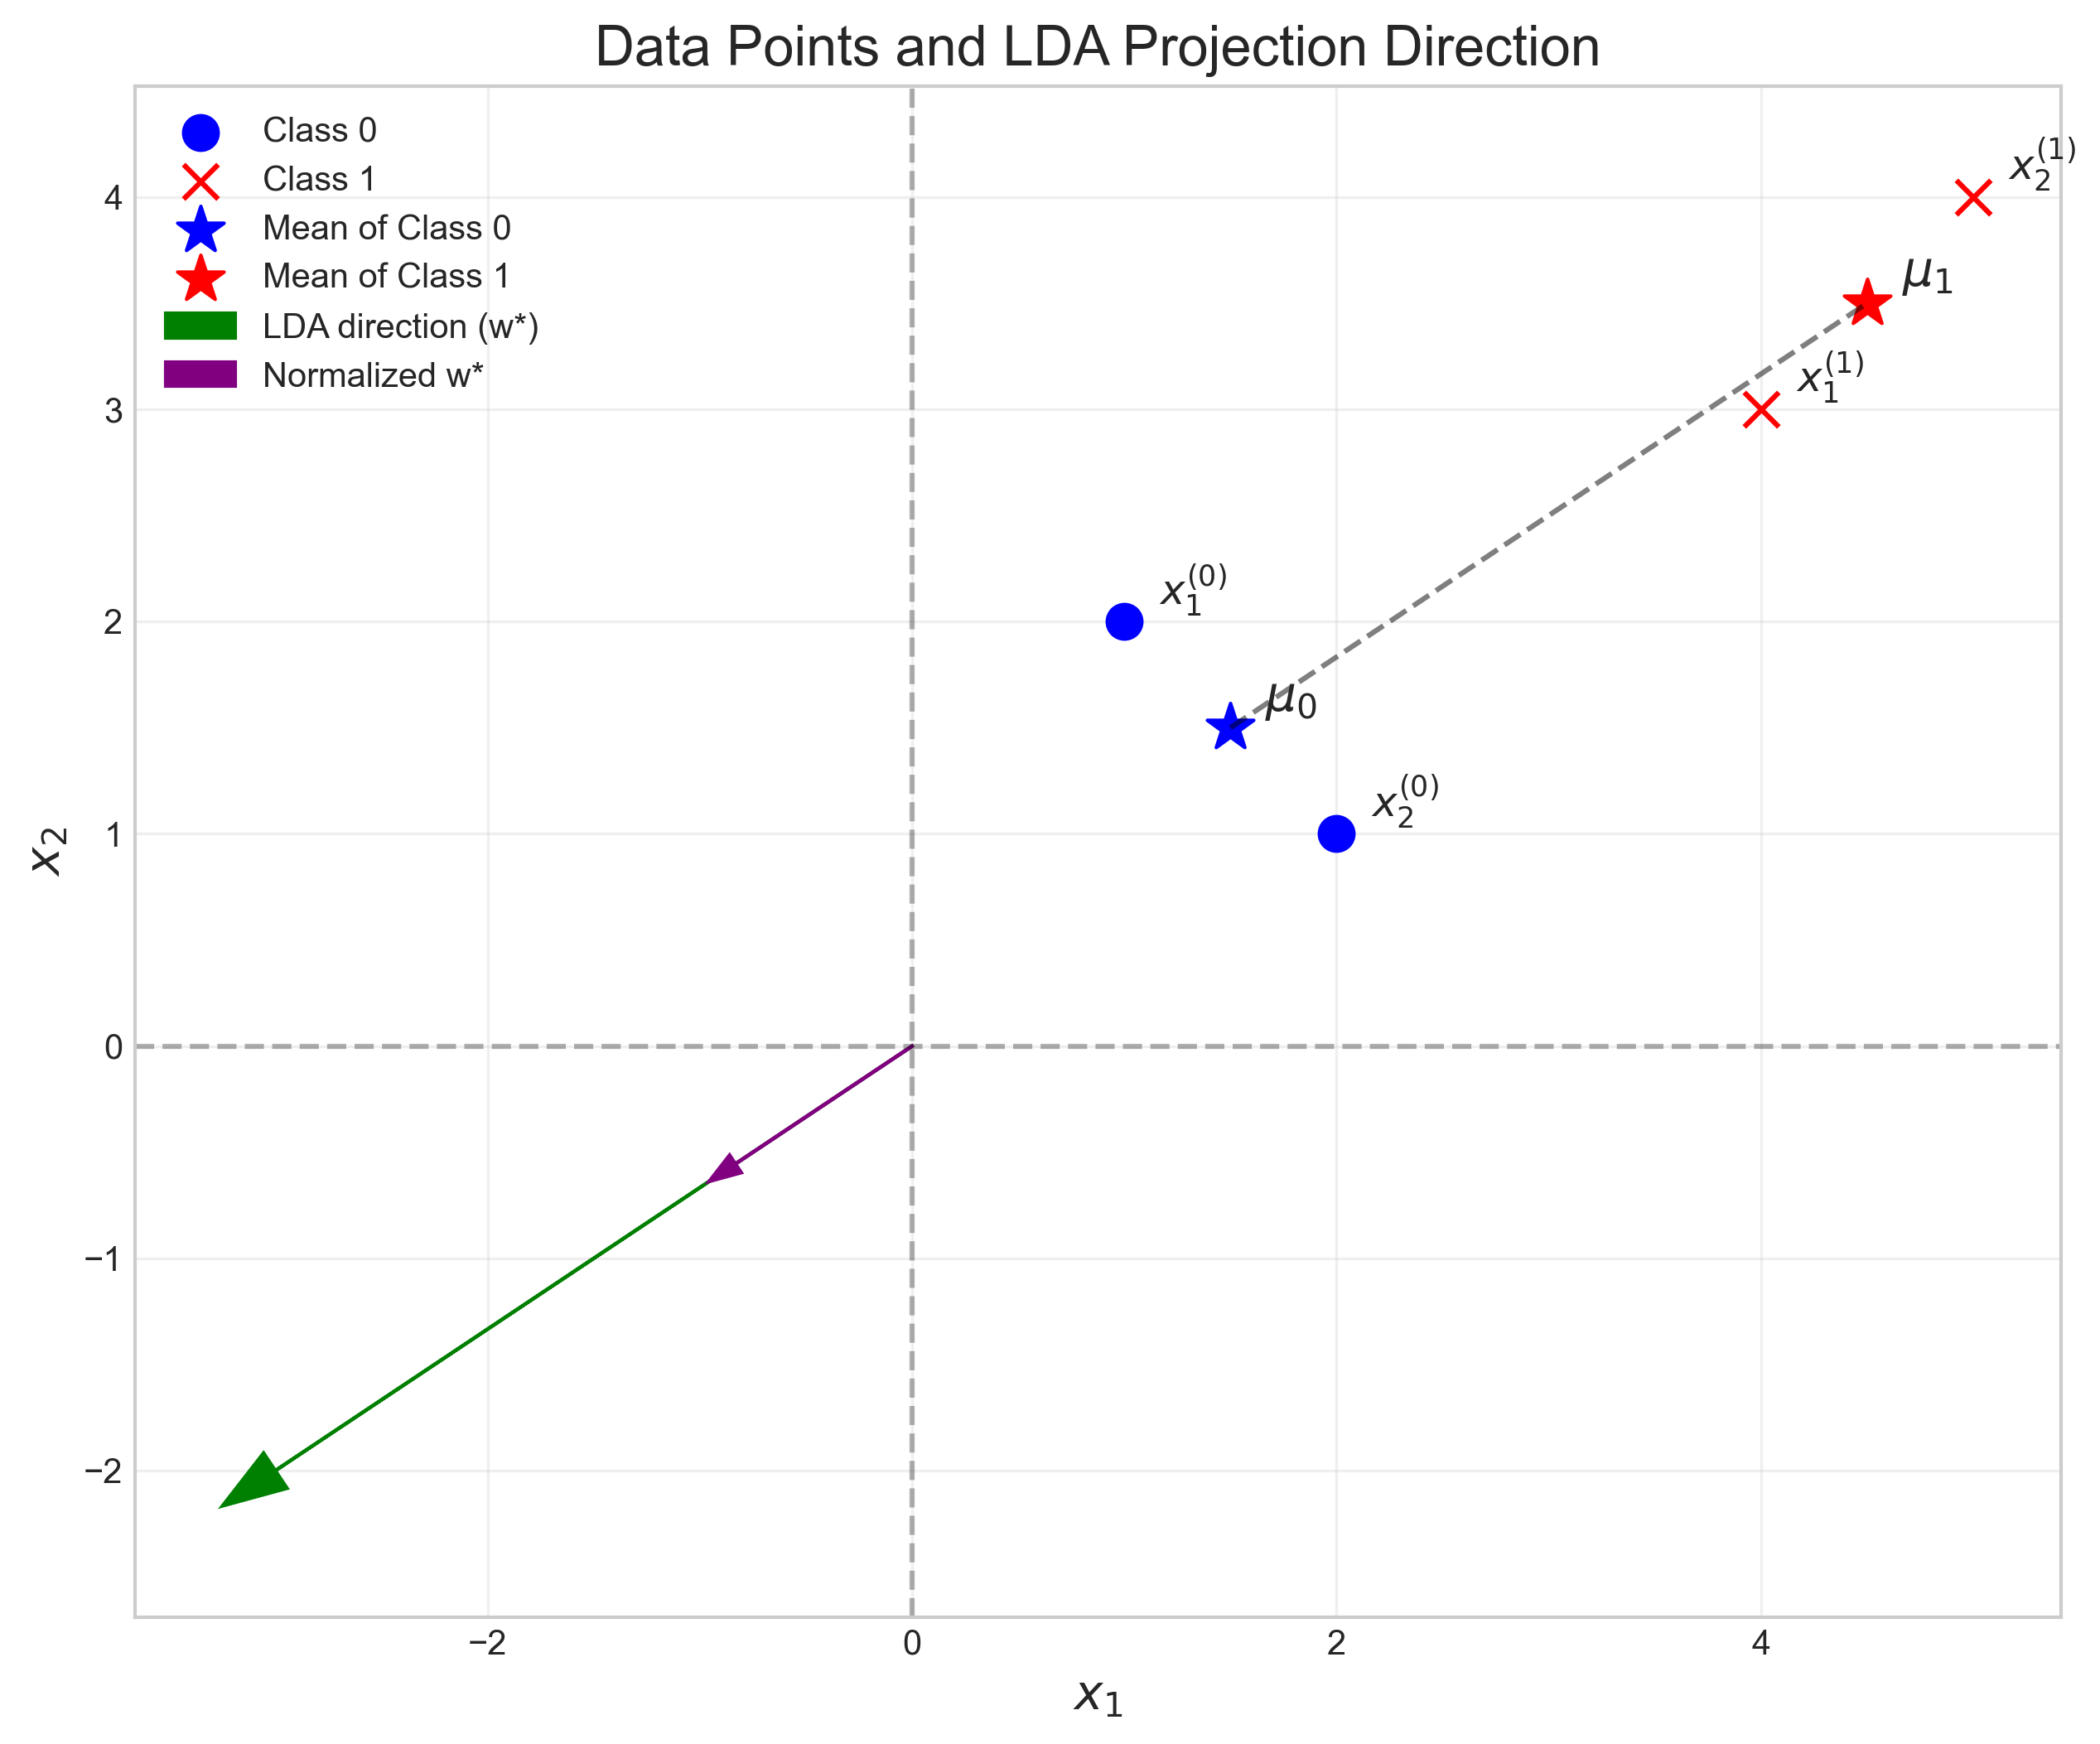 Data Points and LDA Projection Direction
Class 0
Class 1
Mean of Class 0
Mean of Class 1
LDA direction (w*)
Normalized w*
x₂⁽¹⁾
μ₁
x₁⁽¹⁾
x₁⁽⁰⁾
μ₀
x₂⁽⁰⁾
4
3
2
1
0
−1
−2
x₂
−2
0
2
4
x₁